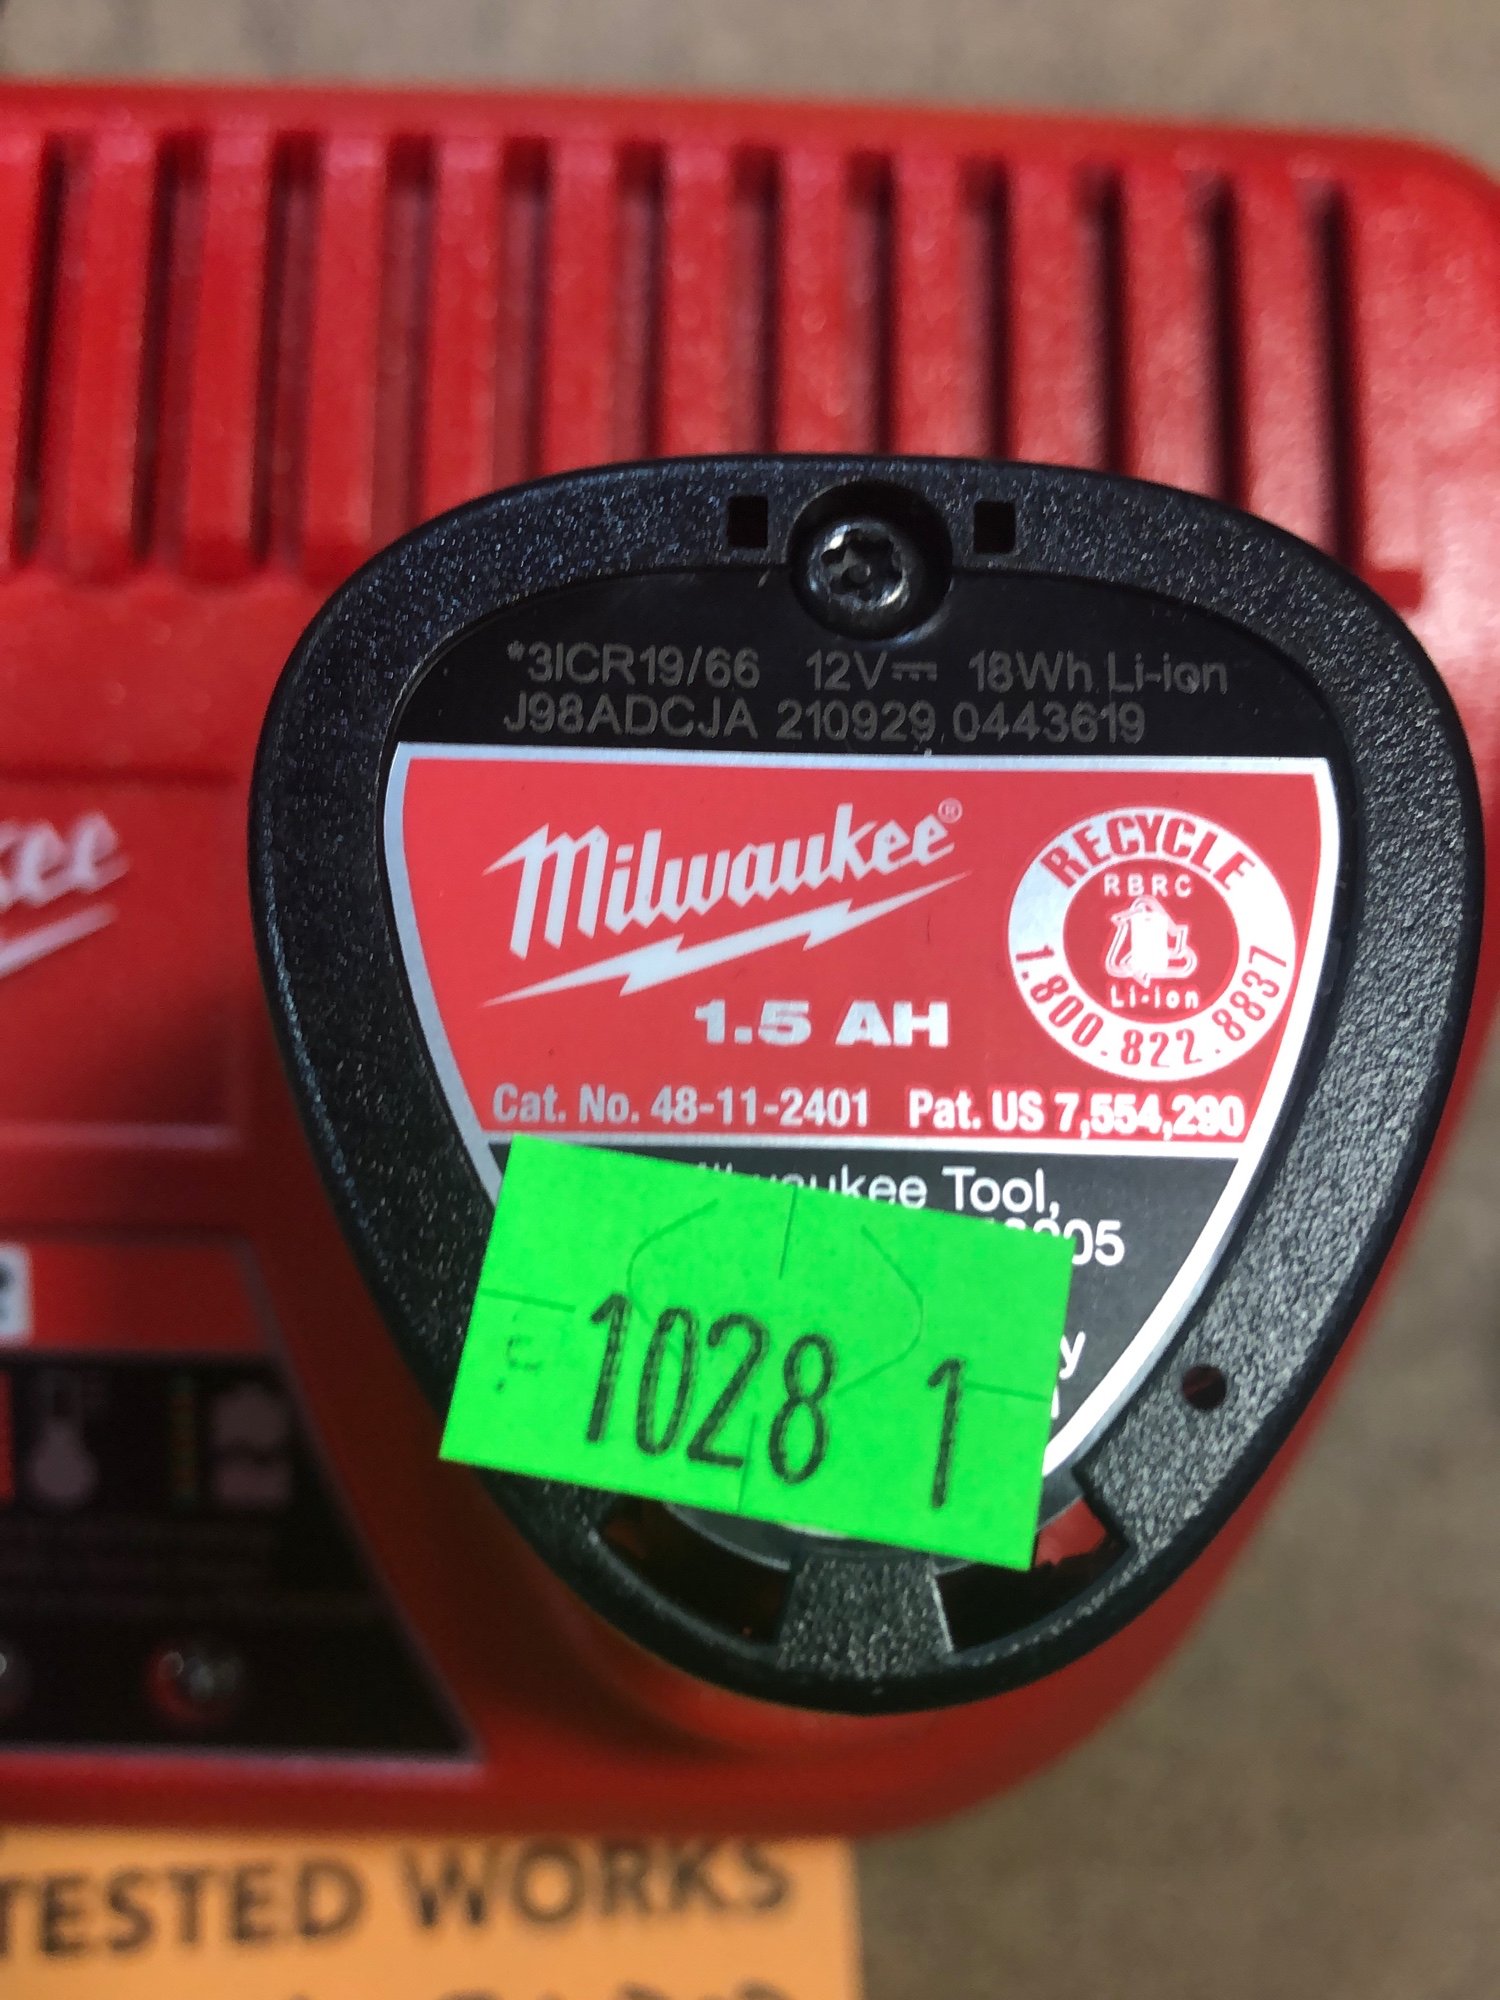 *3ICR19/66 12V⎓ 18Wh Li-ion
J98ADCJA 210929 0443619
Milwaukee®
RECYCLE
RBRC
Li-Ion
1.800.822.8837
1.5 AH
Cat. No. 48-11-2401 Pat. US 7,554,290
Tool,
1028 1
TESTED WORKS